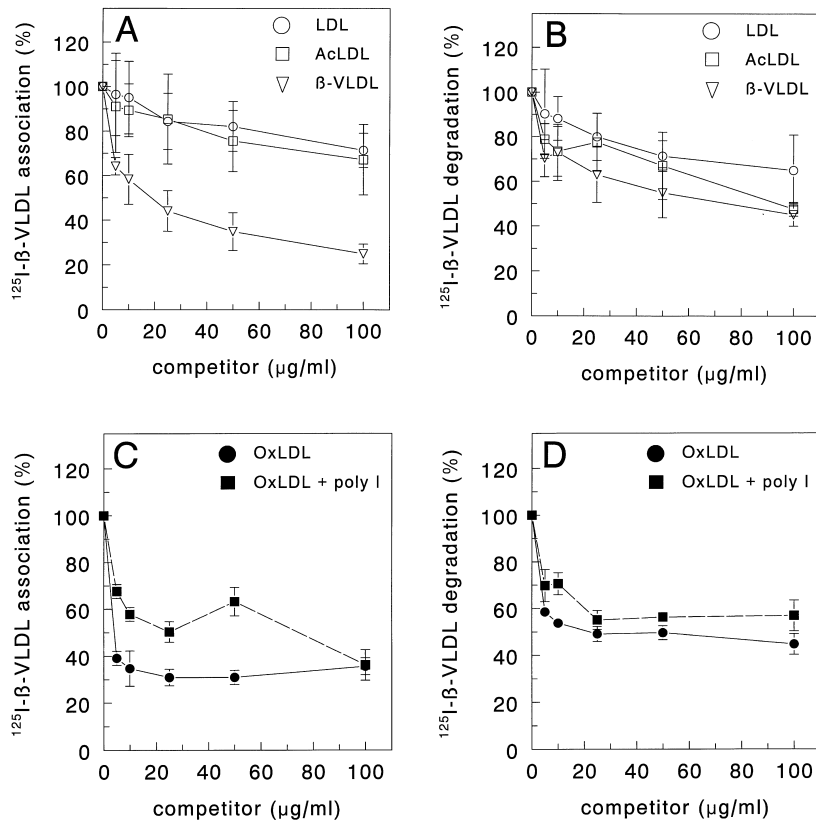 A
LDL
AcLDL
ß-VLDL
120
100
80
60
40
20
0
¹²⁵I-ß-VLDL association (%)
0 20 40 60 80 100
competitor (µg/ml)
B
LDL
AcLDL
ß-VLDL
120
100
80
60
40
20
0
¹²⁵I-ß-VLDL degradation (%)
0 20 40 60 80 100
competitor (µg/ml)
C
OxLDL
OxLDL + poly I
120
100
80
60
40
20
0
¹²⁵I-ß-VLDL association (%)
0 20 40 60 80 100
competitor (µg/ml)
D
OxLDL
OxLDL + poly I
120
100
80
60
40
20
0
¹²⁵I-ß-VLDL degradation (%)
0 20 40 60 80 100
competitor (µg/ml)